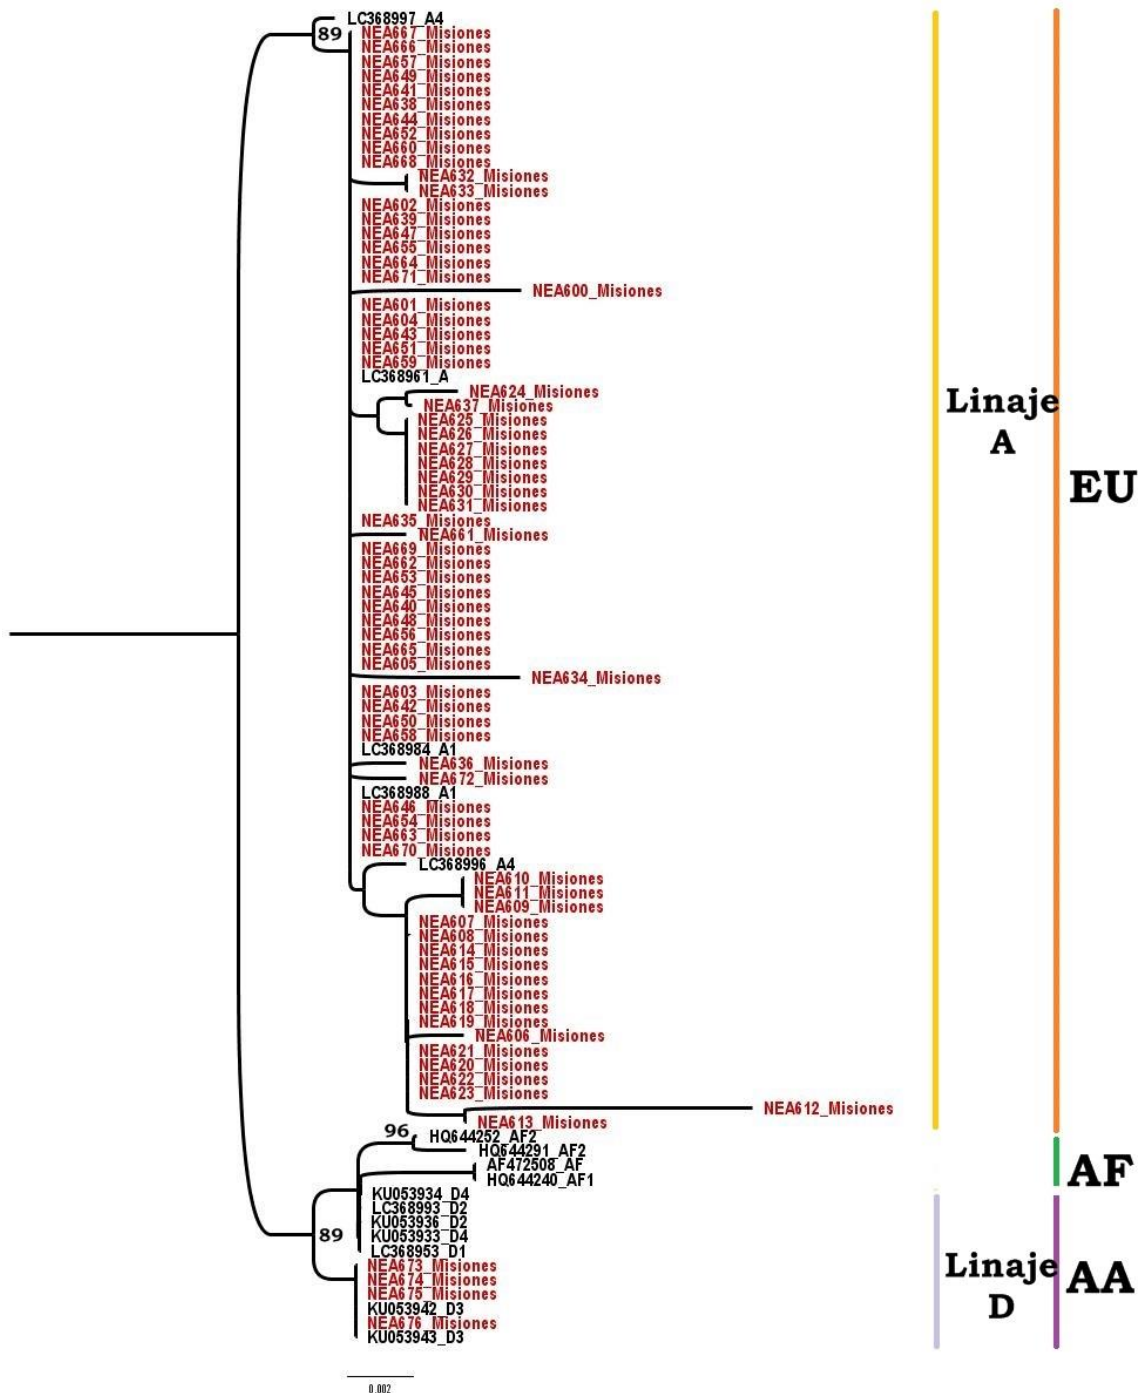 LC368997_A4
89
NEA667_Misiones
NEA666_Misiones
NEA657_Misiones
NEA649_Misiones
NEA641_Misiones
NEA638_Misiones
NEA644_Misiones
NEA652_Misiones
NEA660_Misiones
NEA668_Misiones
NEA632_Misiones
NEA633_Misiones
NEA602_Misiones
NEA639_Misiones
NEA647_Misiones
NEA655_Misiones
NEA664_Misiones
NEA671_Misiones
NEA600_Misiones
NEA601_Misiones
NEA604_Misiones
NEA643_Misiones
NEA651_Misiones
NEA659_Misiones
LC368961_A
NEA624_Misiones
NEA637_Misiones
NEA625_Misiones
NEA626_Misiones
NEA627_Misiones
NEA628_Misiones
NEA629_Misiones
NEA630_Misiones
NEA631_Misiones
NEA635_Misiones
NEA661_Misiones
NEA669_Misiones
NEA662_Misiones
NEA653_Misiones
NEA645_Misiones
NEA640_Misiones
NEA648_Misiones
NEA656_Misiones
NEA665_Misiones
NEA605_Misiones
NEA634_Misiones
NEA603_Misiones
NEA642_Misiones
NEA650_Misiones
NEA658_Misiones
LC368984_A1
NEA636_Misiones
NEA672_Misiones
LC368988_A1
NEA646_Misiones
NEA654_Misiones
NEA663_Misiones
NEA670_Misiones
LC368996_A4
NEA610_Misiones
NEA611_Misiones
NEA609_Misiones
NEA607_Misiones
NEA608_Misiones
NEA614_Misiones
NEA615_Misiones
NEA616_Misiones
NEA617_Misiones
NEA618_Misiones
NEA619_Misiones
NEA606_Misiones
NEA621_Misiones
NEA620_Misiones
NEA622_Misiones
NEA623_Misiones
NEA612_Misiones
NEA613_Misiones
96
HQ644252_AF2
HQ644291_AF2
AF472508_AF
HQ644240_AF1
KU053934_D4
LC368993_D2
KU053936_D2
KU053933_D4
89
LC368953_D1
NEA673_Misiones
NEA674_Misiones
NEA675_Misiones
KU053942_D3
NEA676_Misiones
KU053943_D3
0.002
Linaje
A
EU
AF
Linaje
D
AA